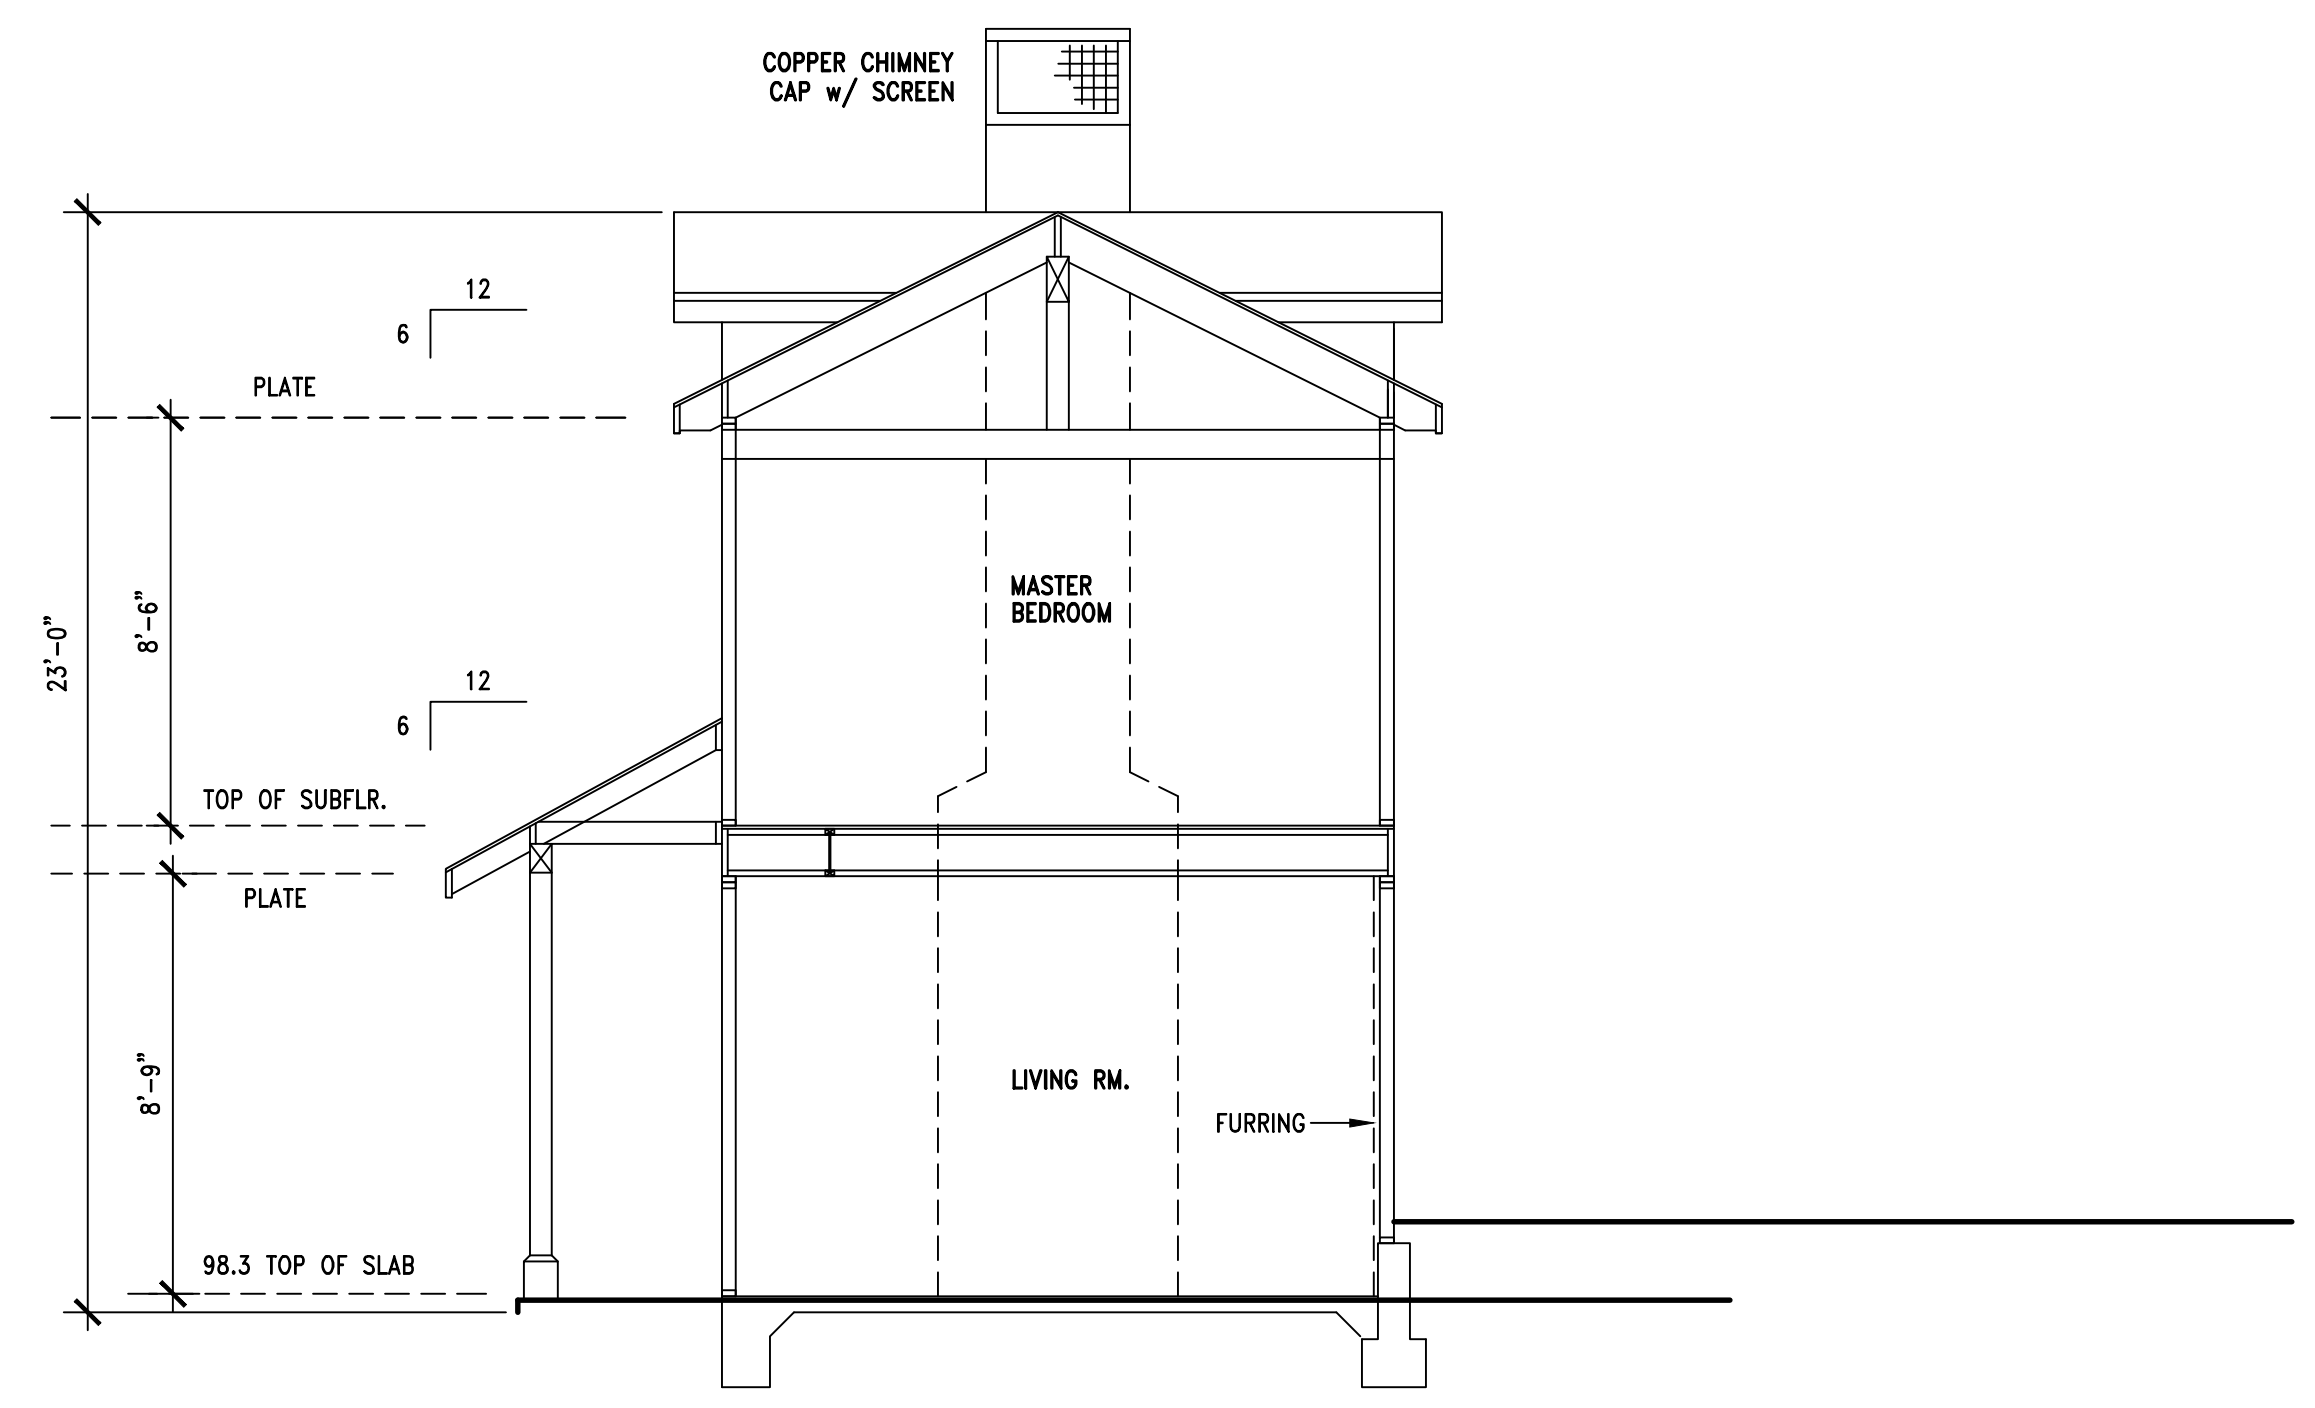 COPPER CHIMNEY
CAP w/ SCREEN
12
6
PLATE
23'-0"
8'-6"
MASTER
BEDROOM
12
6
TOP OF SUBFLR.
PLATE
8'-9"
LIVING RM.
FURRING
98.3 TOP OF SLAB